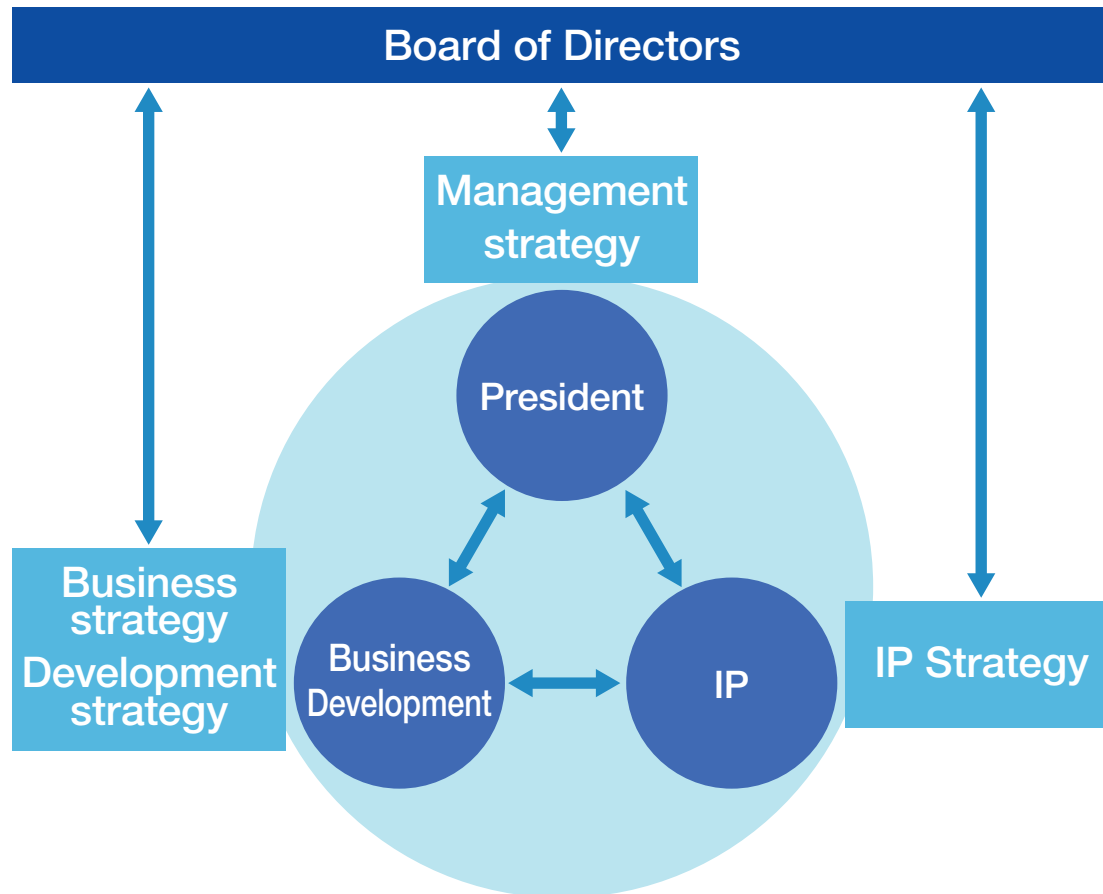 Board of Directors
Management
strategy
President
Business
strategy
Development
strategy
Business
Development
IP
IP Strategy